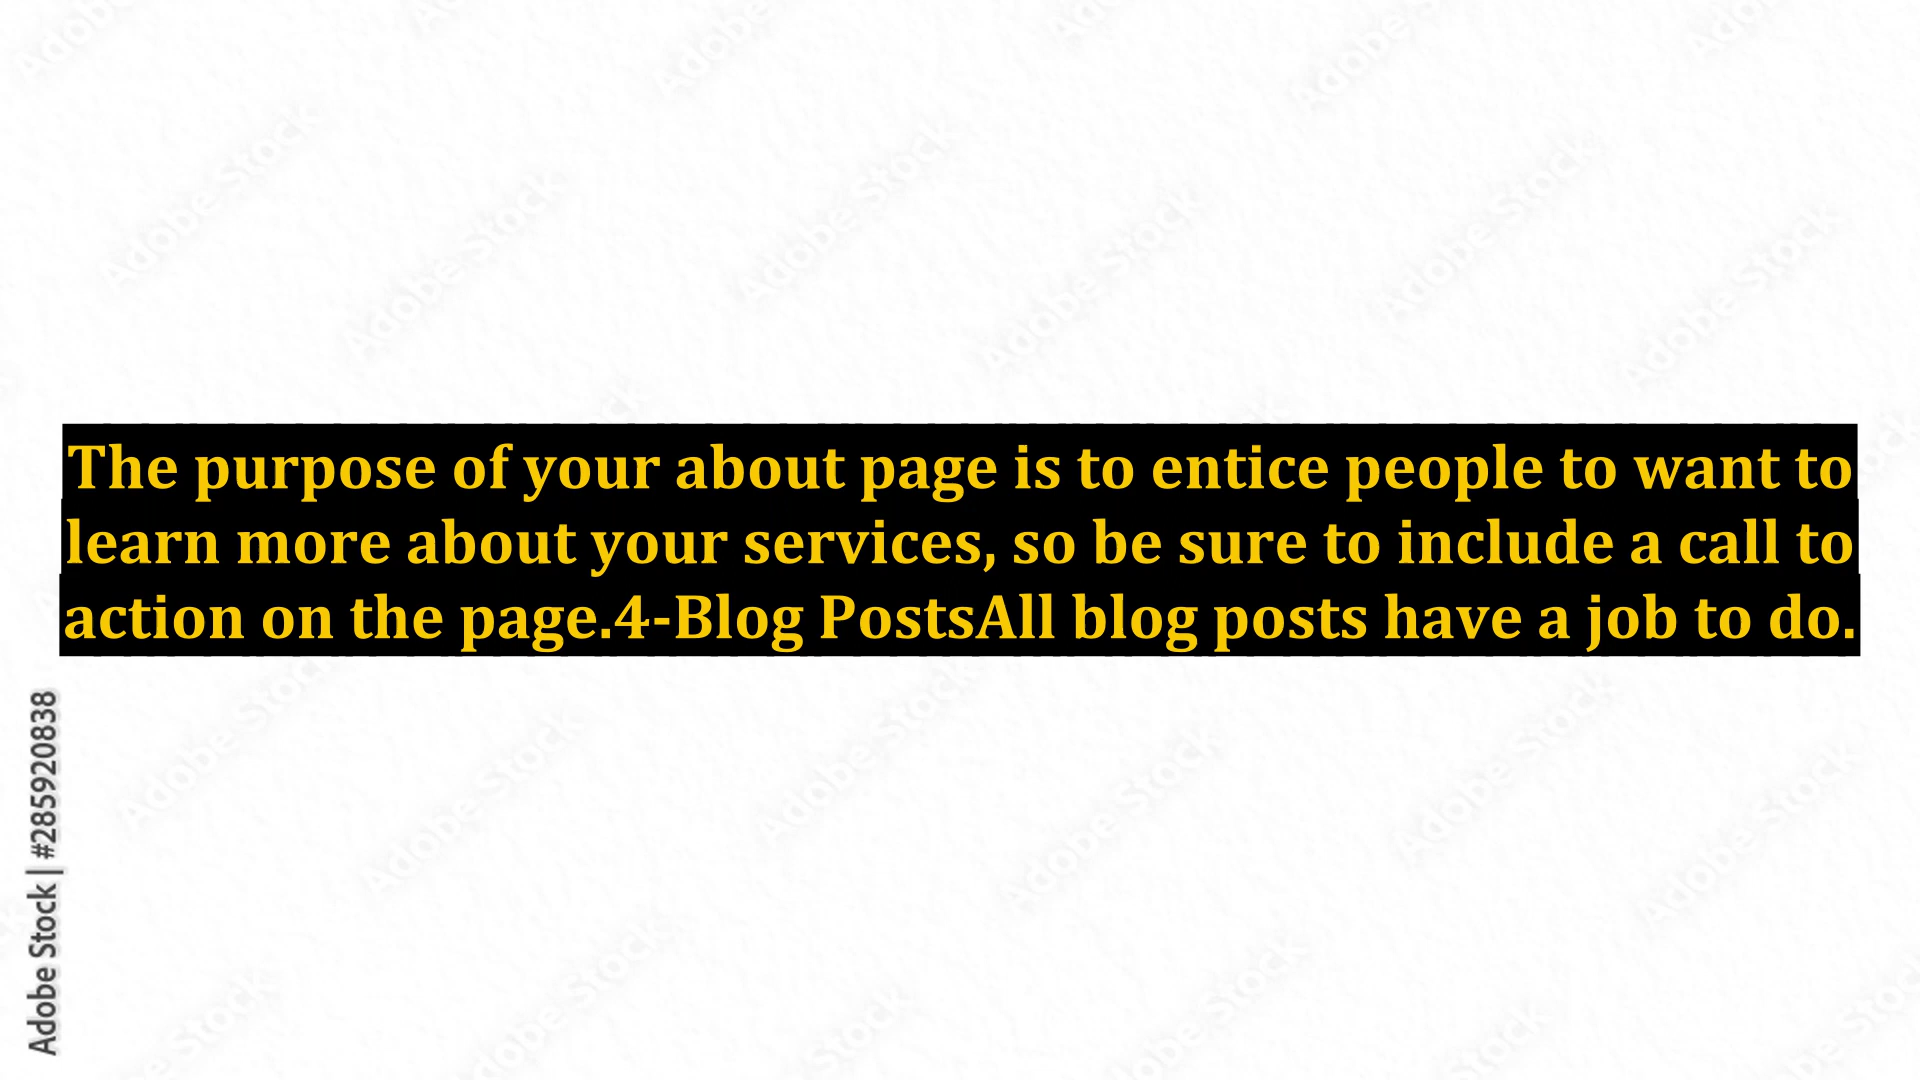 The purpose of your about page is to entice people to want to
learn more about your services, so be sure to include a call to
action on the page.4-Blog PostsAll blog posts have a job to do.
Adobe Stock | #285920838
Adobe Stock